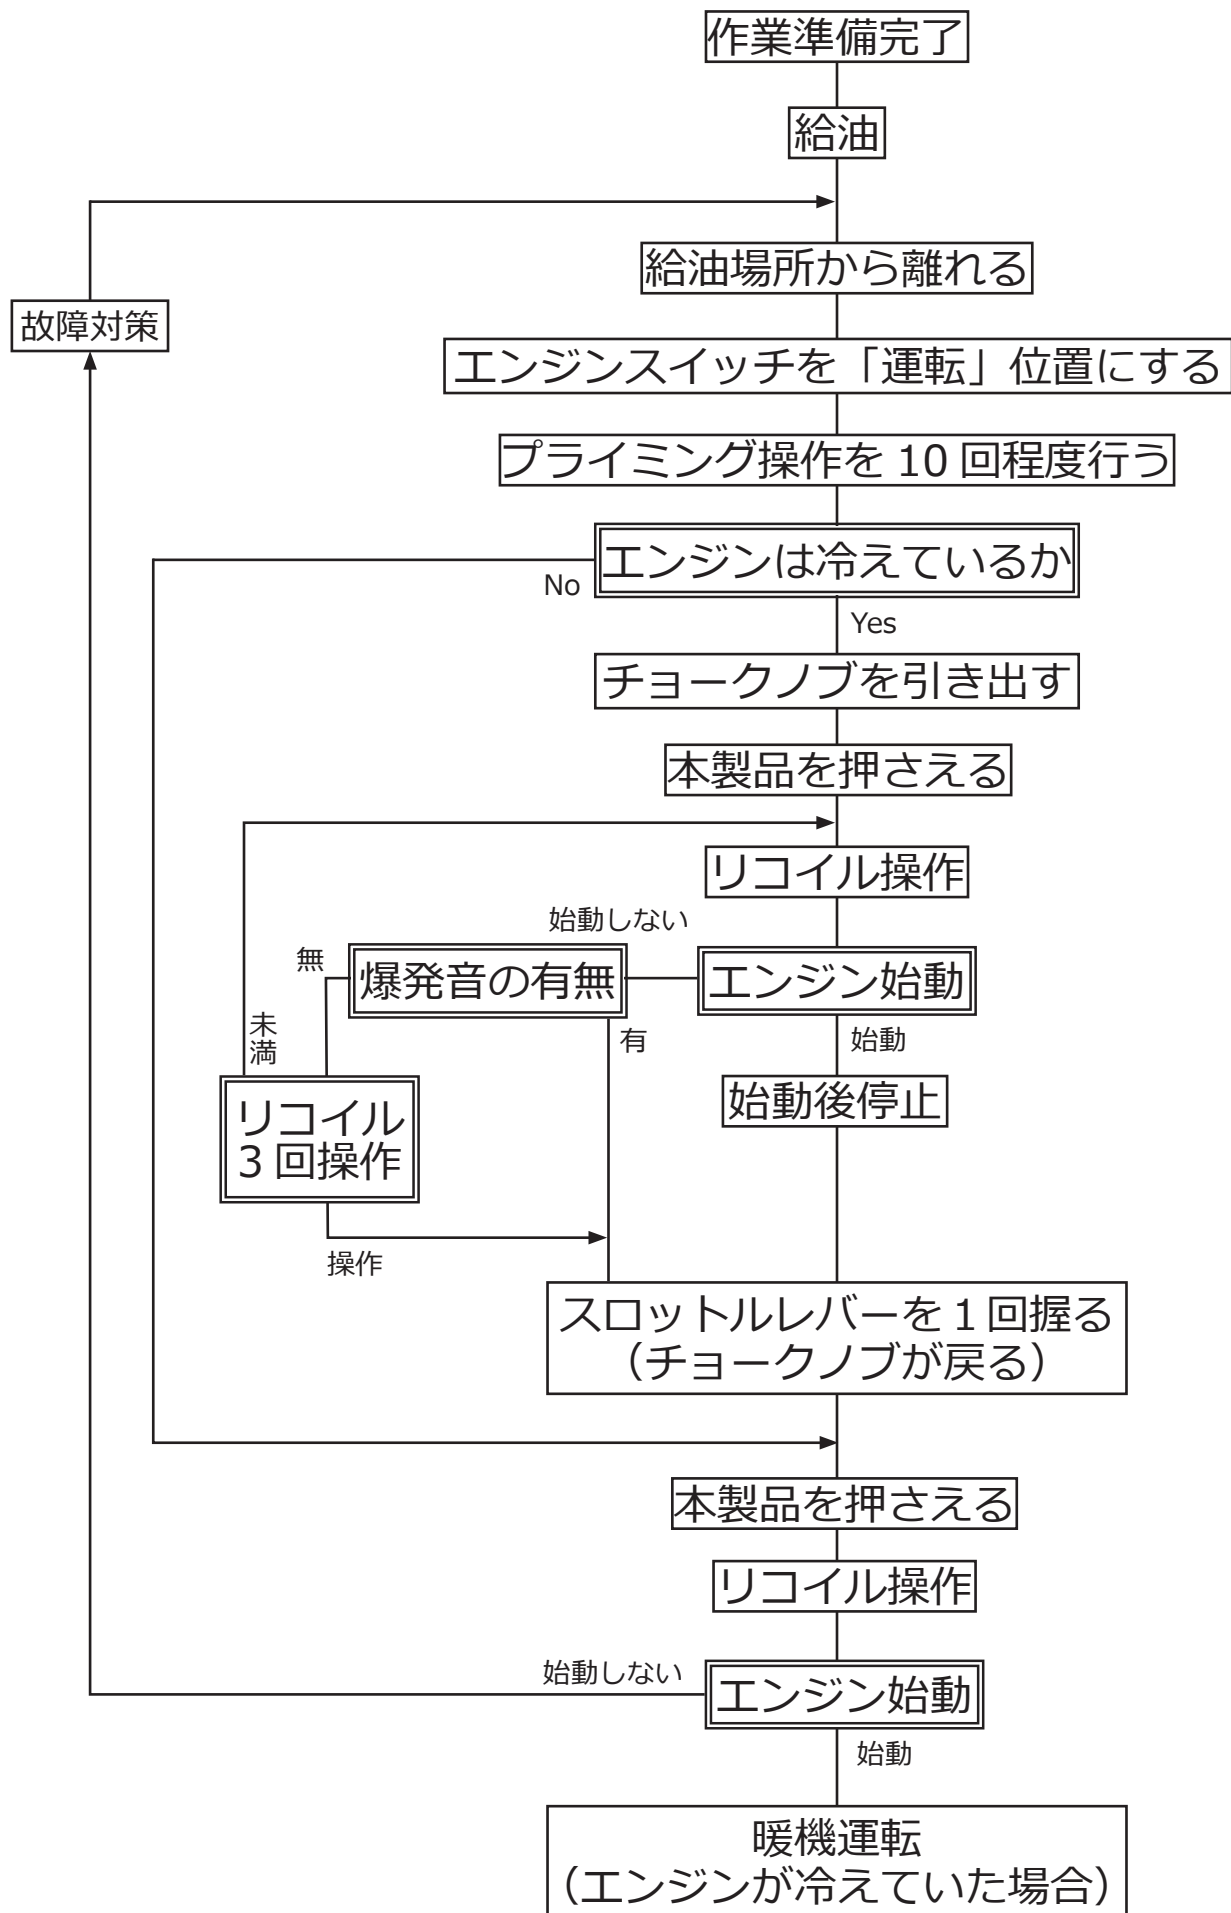 作業準備完了
給油
給油場所から離れる
故障対策
エンジンスイッチを「運転」位置にする
プライミング操作を 10 回程度行う
エンジンは冷えているか
No
Yes
チョークノブを引き出す
本製品を押さえる
リコイル操作
始動しない
無
爆発音の有無
エンジン始動
未満
有
始動
始動後停止
リコイル
3 回操作
操作
スロットルレバーを 1 回握る
（チョークノブが戻る）
本製品を押さえる
リコイル操作
始動しない
エンジン始動
始動
暖機運転
（エンジンが冷えていた場合）